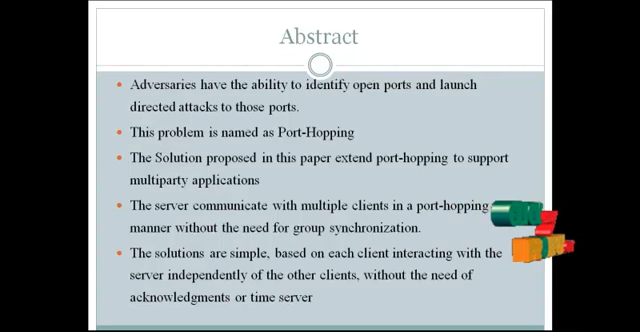 Abstract
Adversaries have the ability to identify open ports and launch
directed attacks to those ports.
This problem is named as Port-Hopping
The Solution proposed in this paper extend port-hopping to support
multiparty applications
The server communicate with multiple clients in a port-hopping
manner without the need for group synchronization.
The solutions are simple, based on each client interacting with the
server independently of the other clients, without the need of
acknowledgments or time server